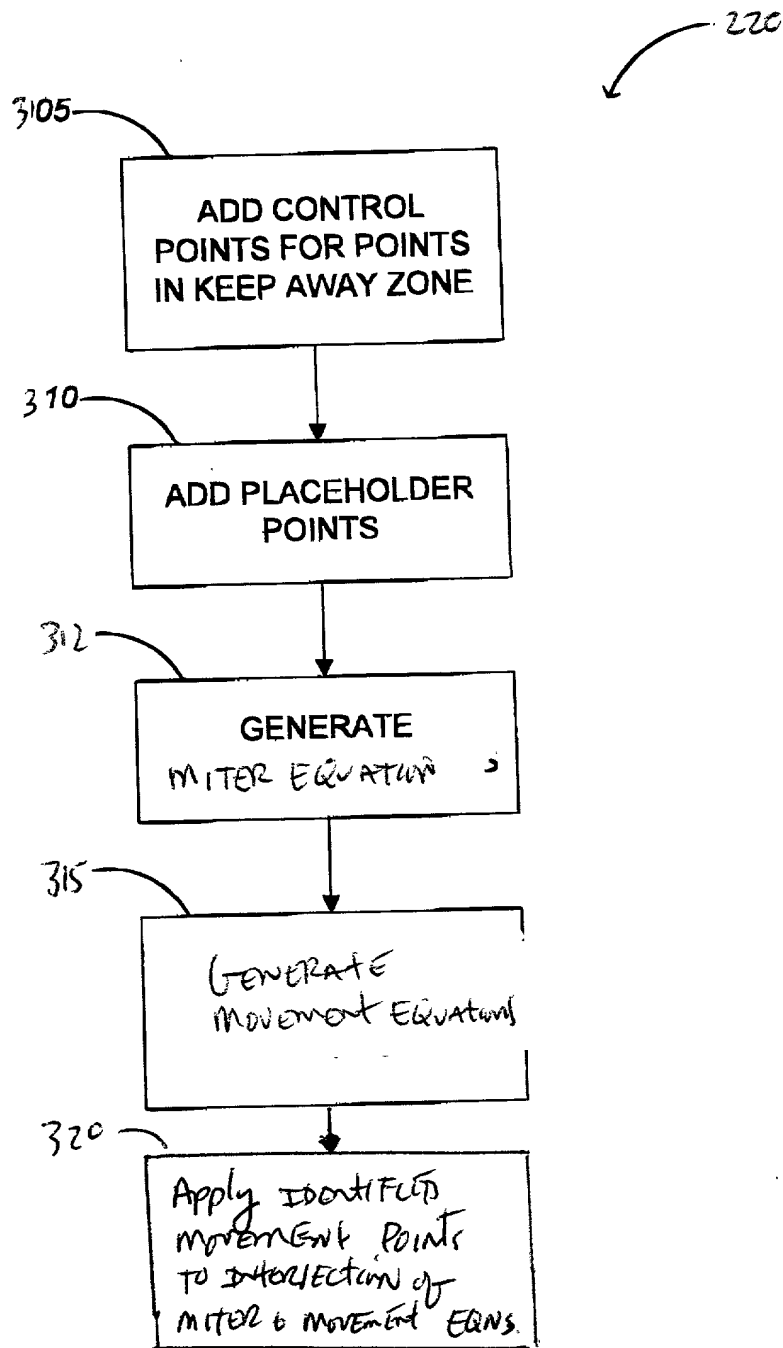 220
3105
ADD CONTROL
POINTS FOR POINTS
IN KEEP AWAY ZONE
310
ADD PLACEHOLDER
POINTS
312
GENERATE
MITER EQUATIONS
315
GENERATE
MOVEMENT EQUATIONS
320
Apply IDENTIFIED
MOVEMENT POINTS
TO INTERSECTION of
MITER & MOVEMENT EQNS.